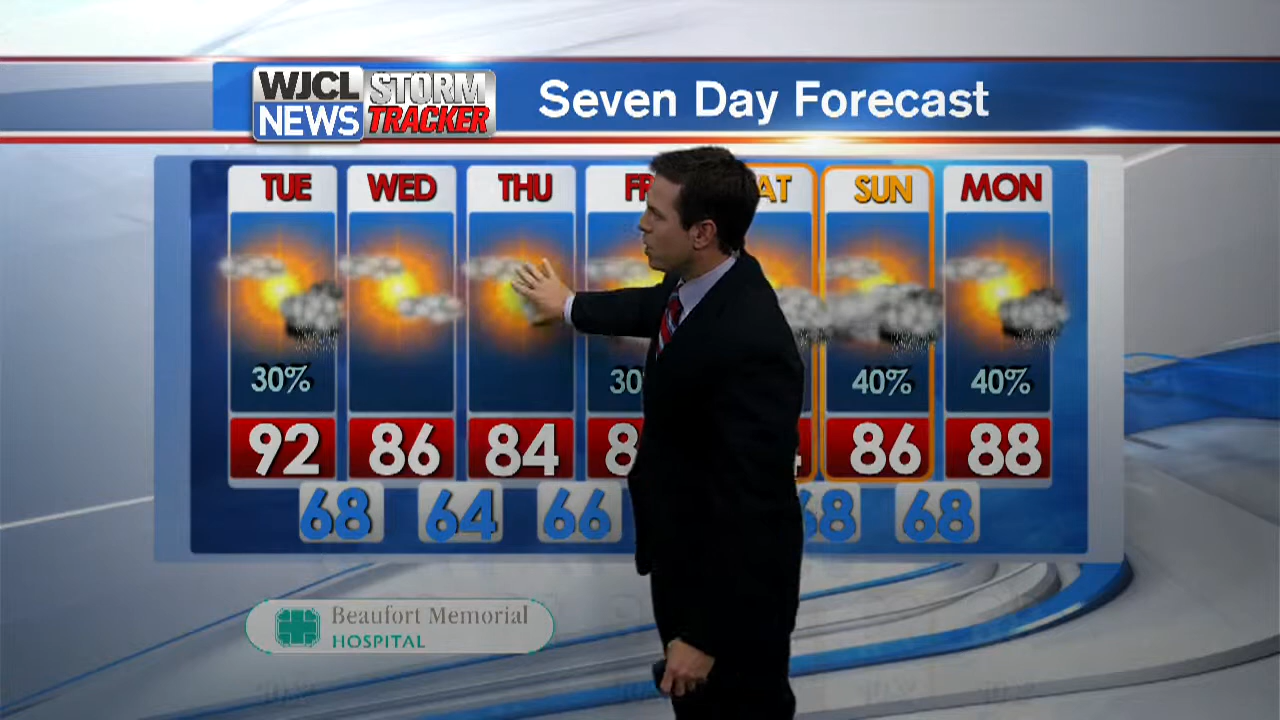 WJCL NEWS STORM TRACKER
Seven Day Forecast
TUE WED THU SUN MON
30% 40% 40%
92 86 84 86 88
68 64 66 68 68
Beaufort Memorial
HOSPITAL